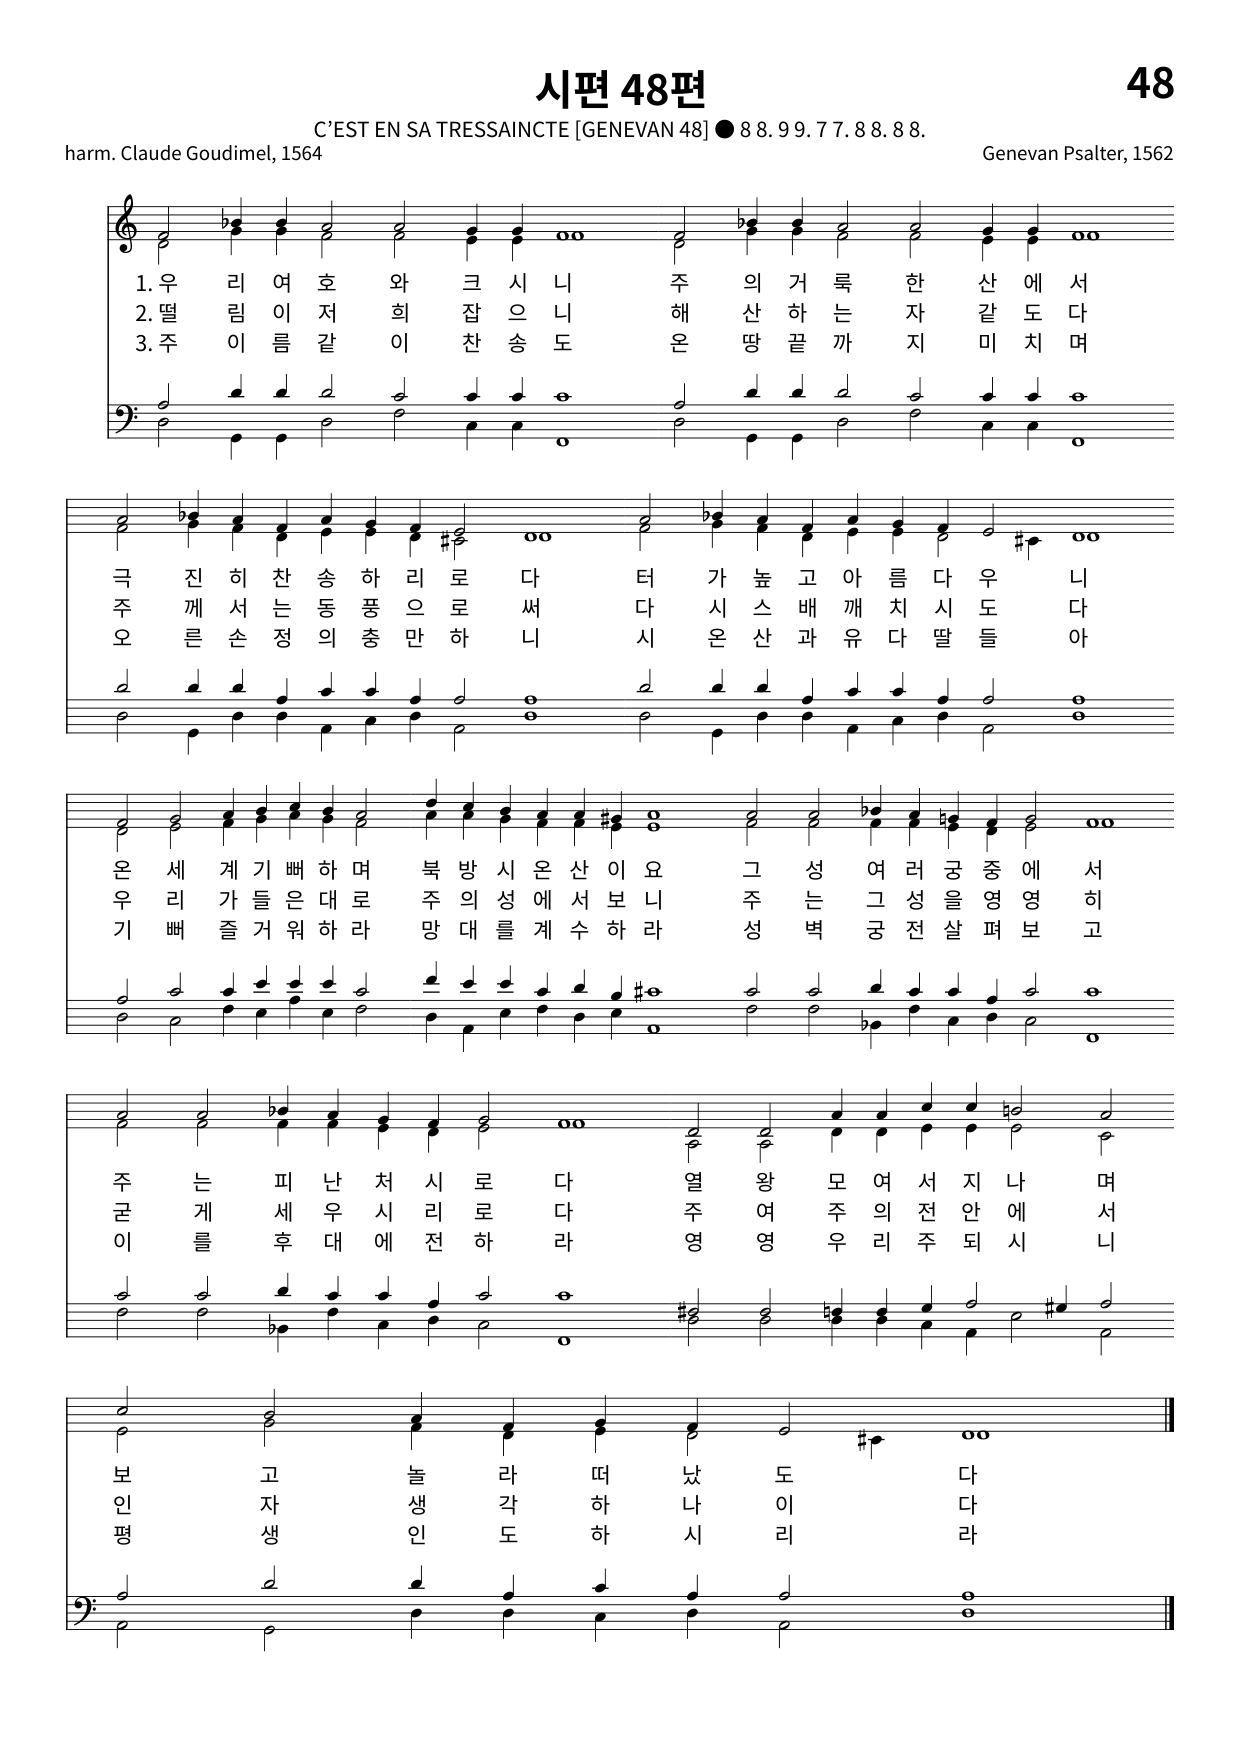 시편 48편
48
C’EST EN SA TRESSAINCTE [GENEVAN 48] ● 8 8. 9 9. 7 7. 8 8. 8 8.
harm. Claude Goudimel, 1564
Genevan Psalter, 1562
1. 우 리 여 호 와 크 시 니 주 의 거 룩 한 산 에 서
2. 떨 림 이 저 희 잡 으 니 해 산 하 는 자 같 도 다
3. 주 이 름 같 이 찬 송 도 온 땅 끝 까 지 미 치 며
극 진 히 찬 송 하 리 로 다 터 가 높 고 아 름 다 우 니
주 께 서 는 동 풍 으 로 써 다 시 스 배 깨 치 시 도 다
오 른 손 정 의 충 만 하 니 시 온 산 과 유 다 딸 들 아
온 세 계 기 뻐 하 며 북 방 시 온 산 이 요 그 성 여 러 궁 중 에 서
우 리 가 들 은 대 로 주 의 성 에 서 보 니 주 는 그 성 을 영 영 히
기 뻐 즐 거 워 하 라 망 대 를 계 수 하 라 성 벽 궁 전 살 펴 보 고
주 는 피 난 처 시 로 다 열 왕 모 여 서 지 나 며
굳 게 세 우 시 리 로 다 주 여 주 의 전 안 에 서
이 를 후 대 에 전 하 라 영 영 우 리 주 되 시 니
보 고 놀 라 떠 났 도 다
인 자 생 각 하 나 이 다
평 생 인 도 하 시 리 라